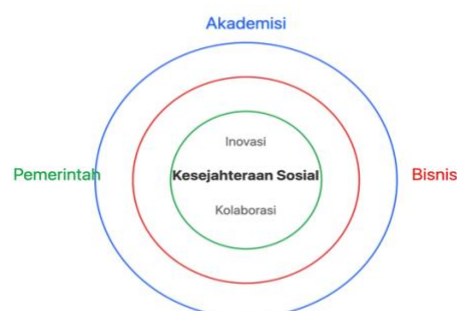 Akademisi
Inovasi
Pemerintah
Kesejahteraan Sosial
Bisnis
Kolaborasi